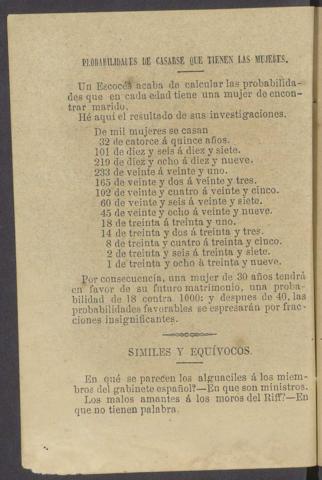 PROBABILIDADES DE CASARSE QUE TIENEN LAS MUJERES.
Un Escocés acaba de calcular las probabilida-
des que en cada edad tiene una mujer de encon-
trar marido.
Hé aquí el resultado de sus investigaciones.
De mil mujeres se casan
32 de catorce á quince años.
101 de diez y seis á diez y siete.
219 de diez y ocho á diez y nueve.
233 de veinte á veinte y uno.
165 de veinte y dos á veinte y tres.
102 de veinte y cuatro á veinte y cinco.
60 de veinte y seis á veinte y siete.
45 de veinte y ocho á veinte y nueve.
18 de treinta á treinta y uno.
14 de treinta y dos á treinta y tres.
8 de treinta y cuatro á treinta y cinco.
2 de treinta y seis á treinta y siete.
1 de treinta y ocho á treinta y nueve.
Por consecuencia, una mujer de 30 años tendrá
en favor de su futuro matrimonio, una proba-
bilidad de 18 contra 1000: y despues de 40, las
probabilidades favorables se espresarán por frac-
ciones insignificantes.
SIMILES Y EQUÍVOCOS.
En qué se parecen los alguaciles á los miem-
bros del gabinete español?—En que son ministros.
Los malos amantes á los moros del Riff?—En
que no tienen palabra.